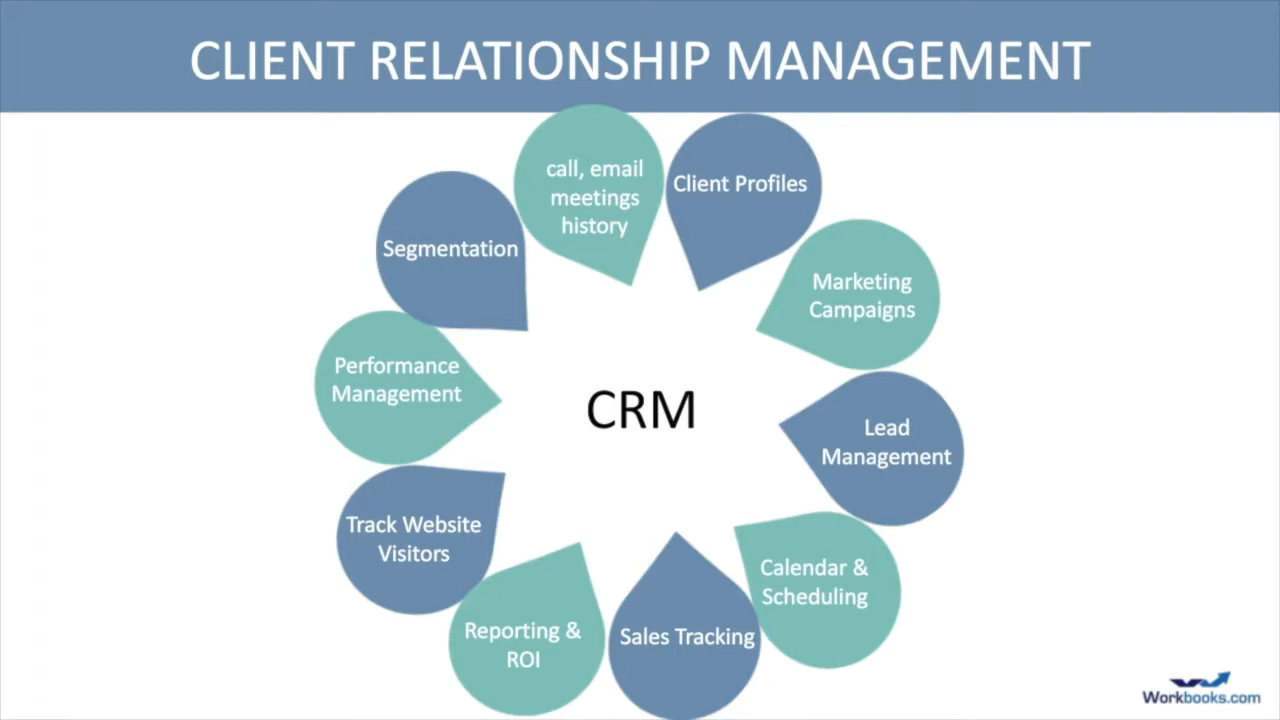 CLIENT RELATIONSHIP MANAGEMENT
call, email
meetings
history
Client Profiles
Marketing
Campaigns
Lead
Management
Calendar &
Scheduling
Sales Tracking
Reporting &
ROI
Track Website
Visitors
Performance
Management
Segmentation
CRM
Workbooks.com